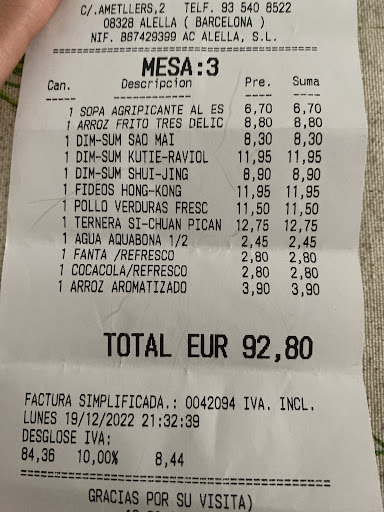 C/.AMETLLERS,2 TELF. 93 540 8522
08328 ALELLA ( BARCELONA )
NIF. B67429399 AC ALELLA, S.L.
MESA:3
Can. Descripcion Pre. Suma
1 SOPA AGRIPICANTE AL ES 6,70 6,70
1 ARROZ FRITO TRES DELIC 8,80 8,80
1 DIM-SUM SAO MAI 8,30 8,30
1 DIM-SUM KUTIE-RAVIOL 11,95 11,95
1 DIM-SUM SHUI-JING 8,90 8,90
1 FIDEOS HONG-KONG 11,95 11,95
1 POLLO VERDURAS FRESC 11,50 11,50
1 TERNERA SI-CHUAN PICAN 12,75 12,75
1 AGUA AQUABONA 1/2 2,45 2,45
1 FANTA /REFRESCO 2,80 2,80
1 COCACOLA/REFRESCO 2,80 2,80
1 ARROZ AROMATIZADO 3,90 3,90
TOTAL EUR 92,80
FACTURA SIMPLIFICADA.: 0042094 IVA. INCL.
LUNES 19/12/2022 21:32:39
DESGLOSE IVA:
84,36 10,00% 8,44
GRACIAS POR SU VISITA)